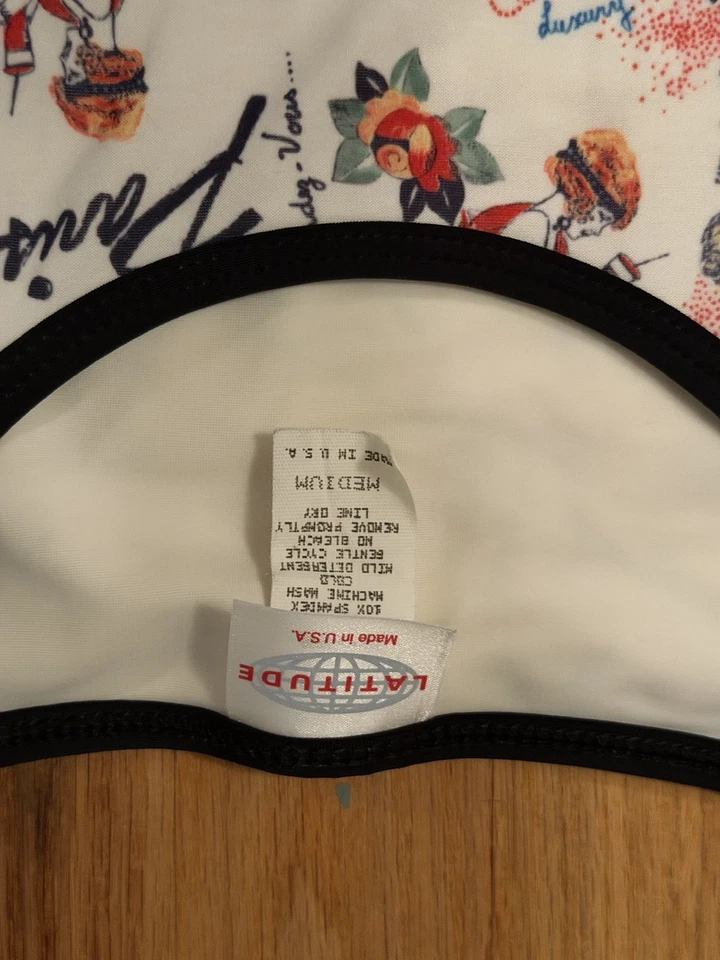 Luxury
Paris
dez-Vous....
LATITUDE
Made in U.S.A.
10% SPANDEX
MACHINE WASH
COLD
MILD DETERGENT
GENTLE CYCLE
NO BLEACH
REMOVE PROMPTLY
LINE DRY
MEDIUM
MADE IN U.S.A.